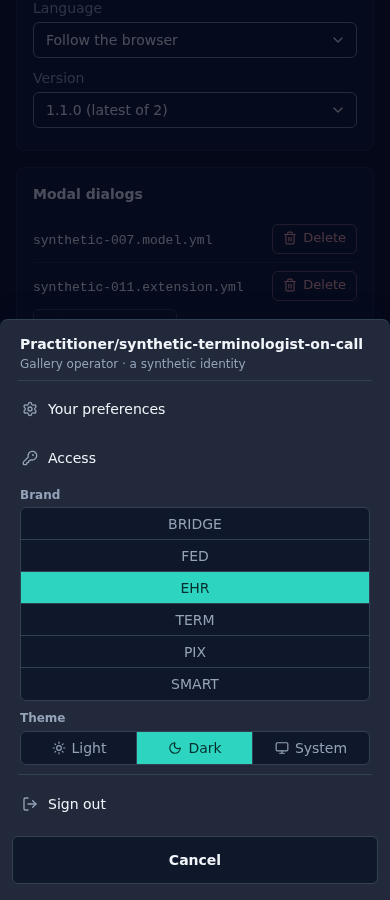 Language
Follow the browser
Version
1.1.0 (latest of 2)
Modal dialogs
synthetic-007.model.yml
Delete
synthetic-011.extension.yml
Delete
Practitioner/synthetic-terminologist-on-call
Gallery operator · a synthetic identity
Your preferences
Access
Brand
BRIDGE
FED
EHR
TERM
PIX
SMART
Theme
Light
Dark
System
Sign out
Cancel